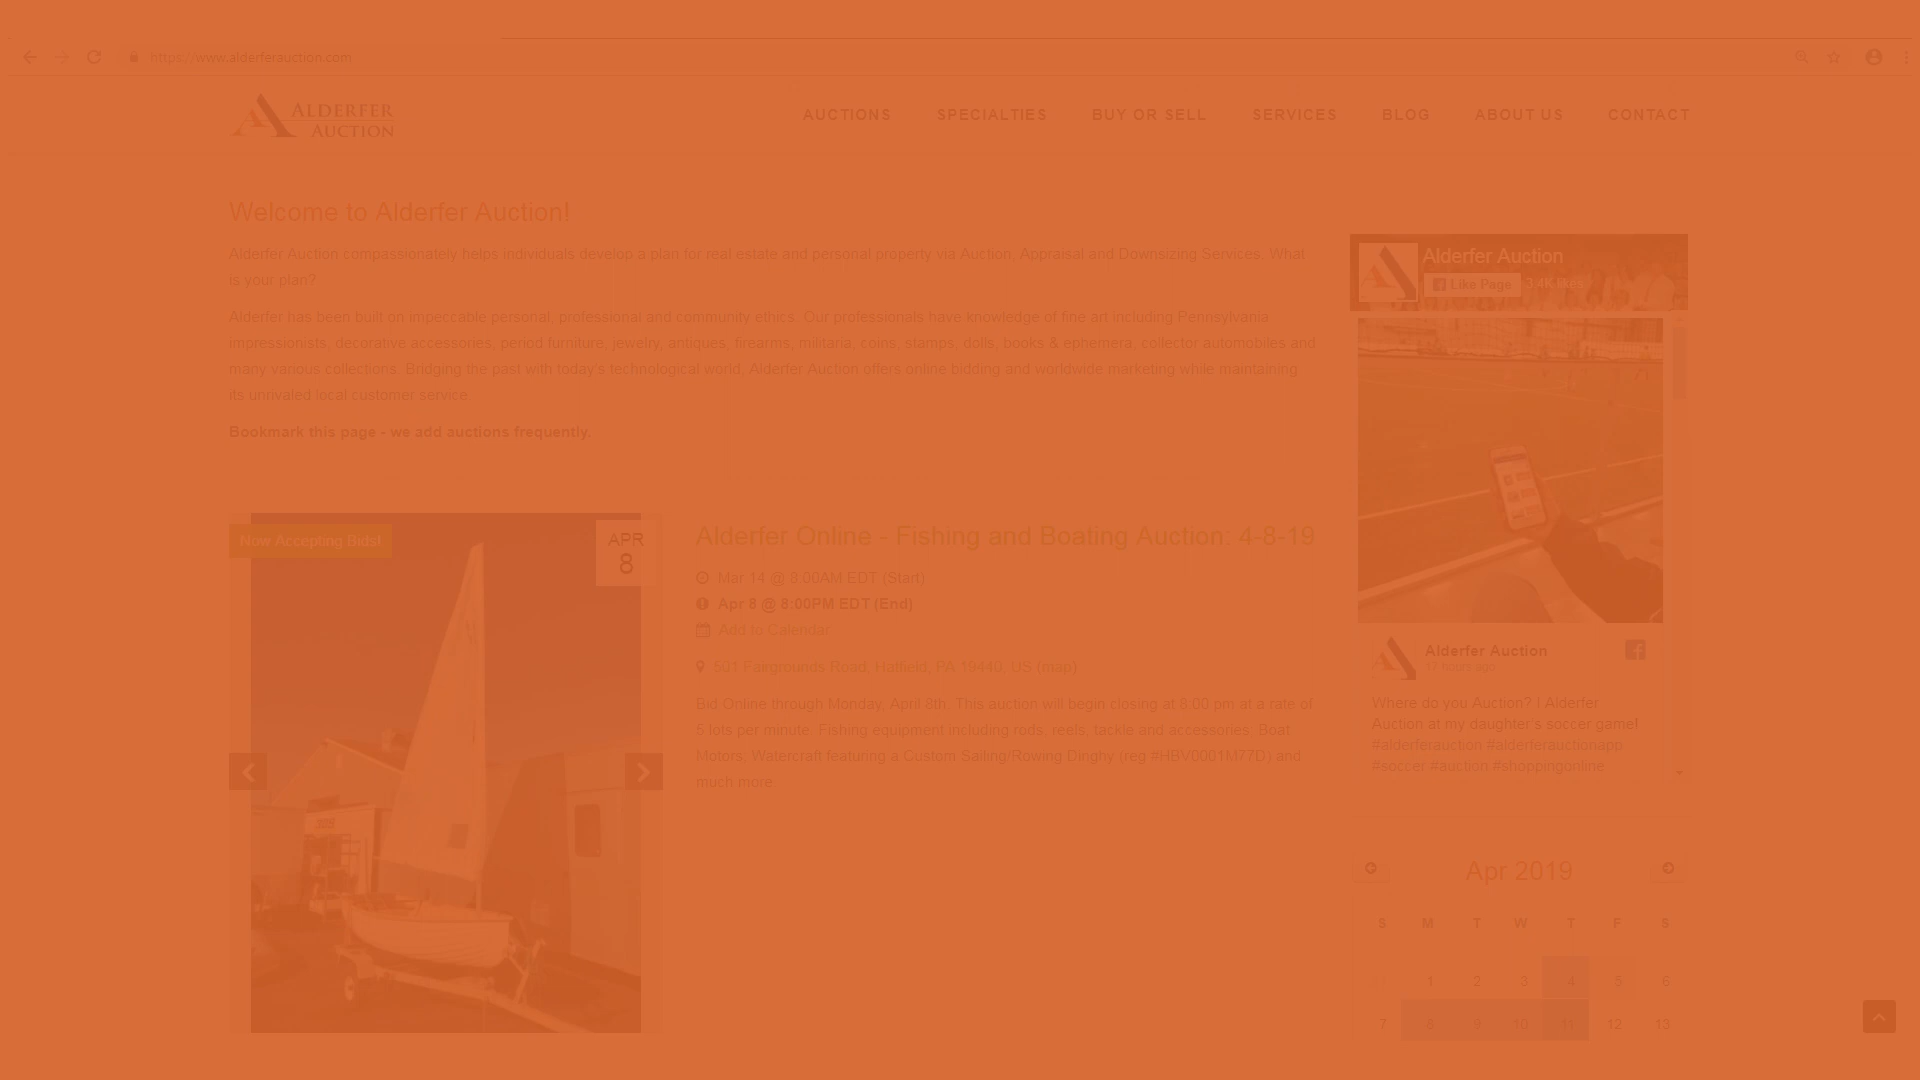 https://www.alderferauction.com
ALDERFER
AUCTION
AUCTIONS SPECIALTIES BUY OR SELL SERVICES BLOG ABOUT US CONTACT
Welcome to Alderfer Auction!
Alderfer Auction compassionately helps individuals develop a plan for real estate and personal property via Auction, Appraisal and Downsizing Services. What
is your plan?
Alderfer has been built on impeccable personal, professional and community ethics. Our professionals have knowledge of fine art including Pennsylvania
impressionists, decorative accessories, period furniture, jewelry, antiques, firearms, militaria, coins, stamps, dolls, books & ephemera, collector automobiles and
many various collections. Bridging the past with today's technological world, Alderfer Auction offers online bidding and worldwide marketing while maintaining
its unrivaled local customer service.
Bookmark this page - we add auctions frequently.
Now Accepting Bids!
APR
8
Alderfer Online - Fishing and Boating Auction: 4-8-19
Mar 14 @ 8:00AM EDT (Start)
Apr 8 @ 8:00PM EDT (End)
Add to Calendar
501 Fairgrounds Road, Hatfield, PA 19440, US (map)
Bid Online through Monday, April 8th. This auction will begin closing at 8:00 pm at a rate of
5 lots per minute. Fishing equipment including rods, reels, tackle and accessories. Boat
Motors, Watercraft featuring a Custom Sailing/Rowing Dinghy (reg #HBV0001M77D) and
much more.
Alderfer Auction
Like Page 3.4K likes
Alderfer Auction
17 hours ago
Where do you Auction? I Alderfer
Auction at my daughter's soccer game!
#alderferauction #alderferauctionapp
#soccer #auction #shoppingonline
Apr 2019
S M T W T F S
1 2 3 4 5 6
7 8 9 10 11 12 13